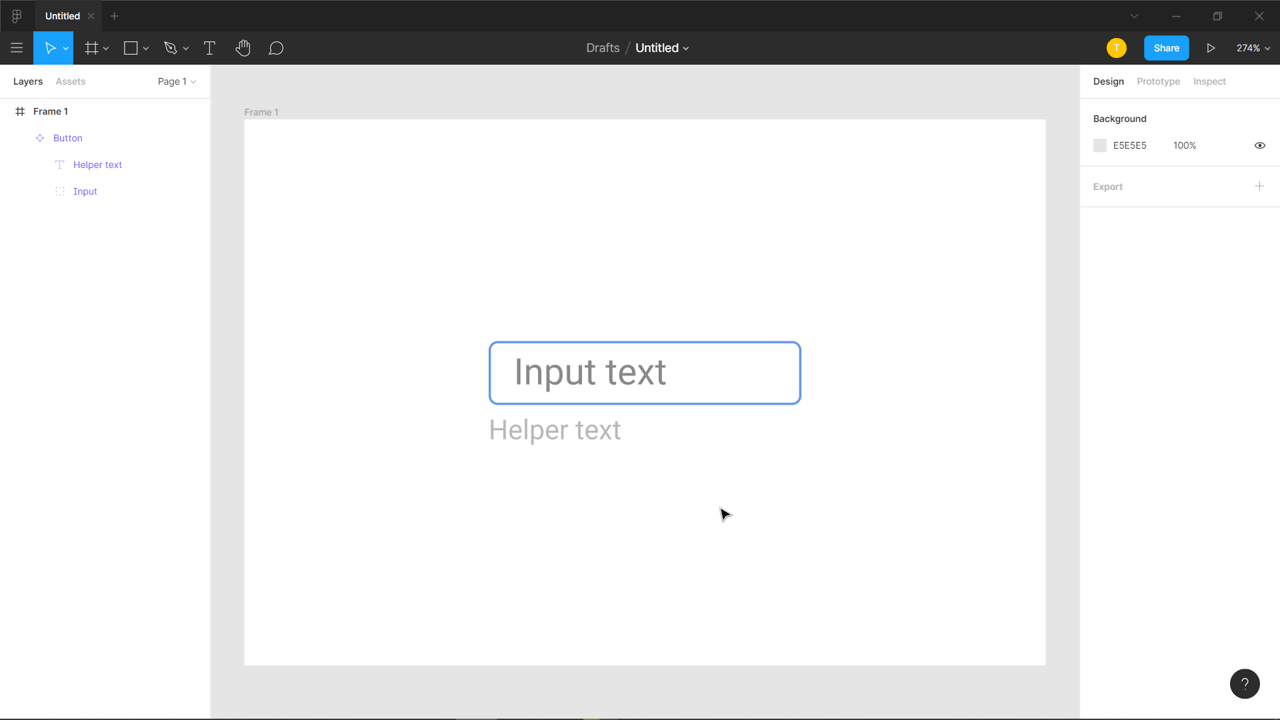 Untitled
Drafts / Untitled
T
Share
274%
Layers
Assets
Page 1
Frame 1
Button
Helper text
Input
Frame 1
Input text
Helper text
Design
Prototype
Inspect
Background
E5E5E5
100%
Export
?